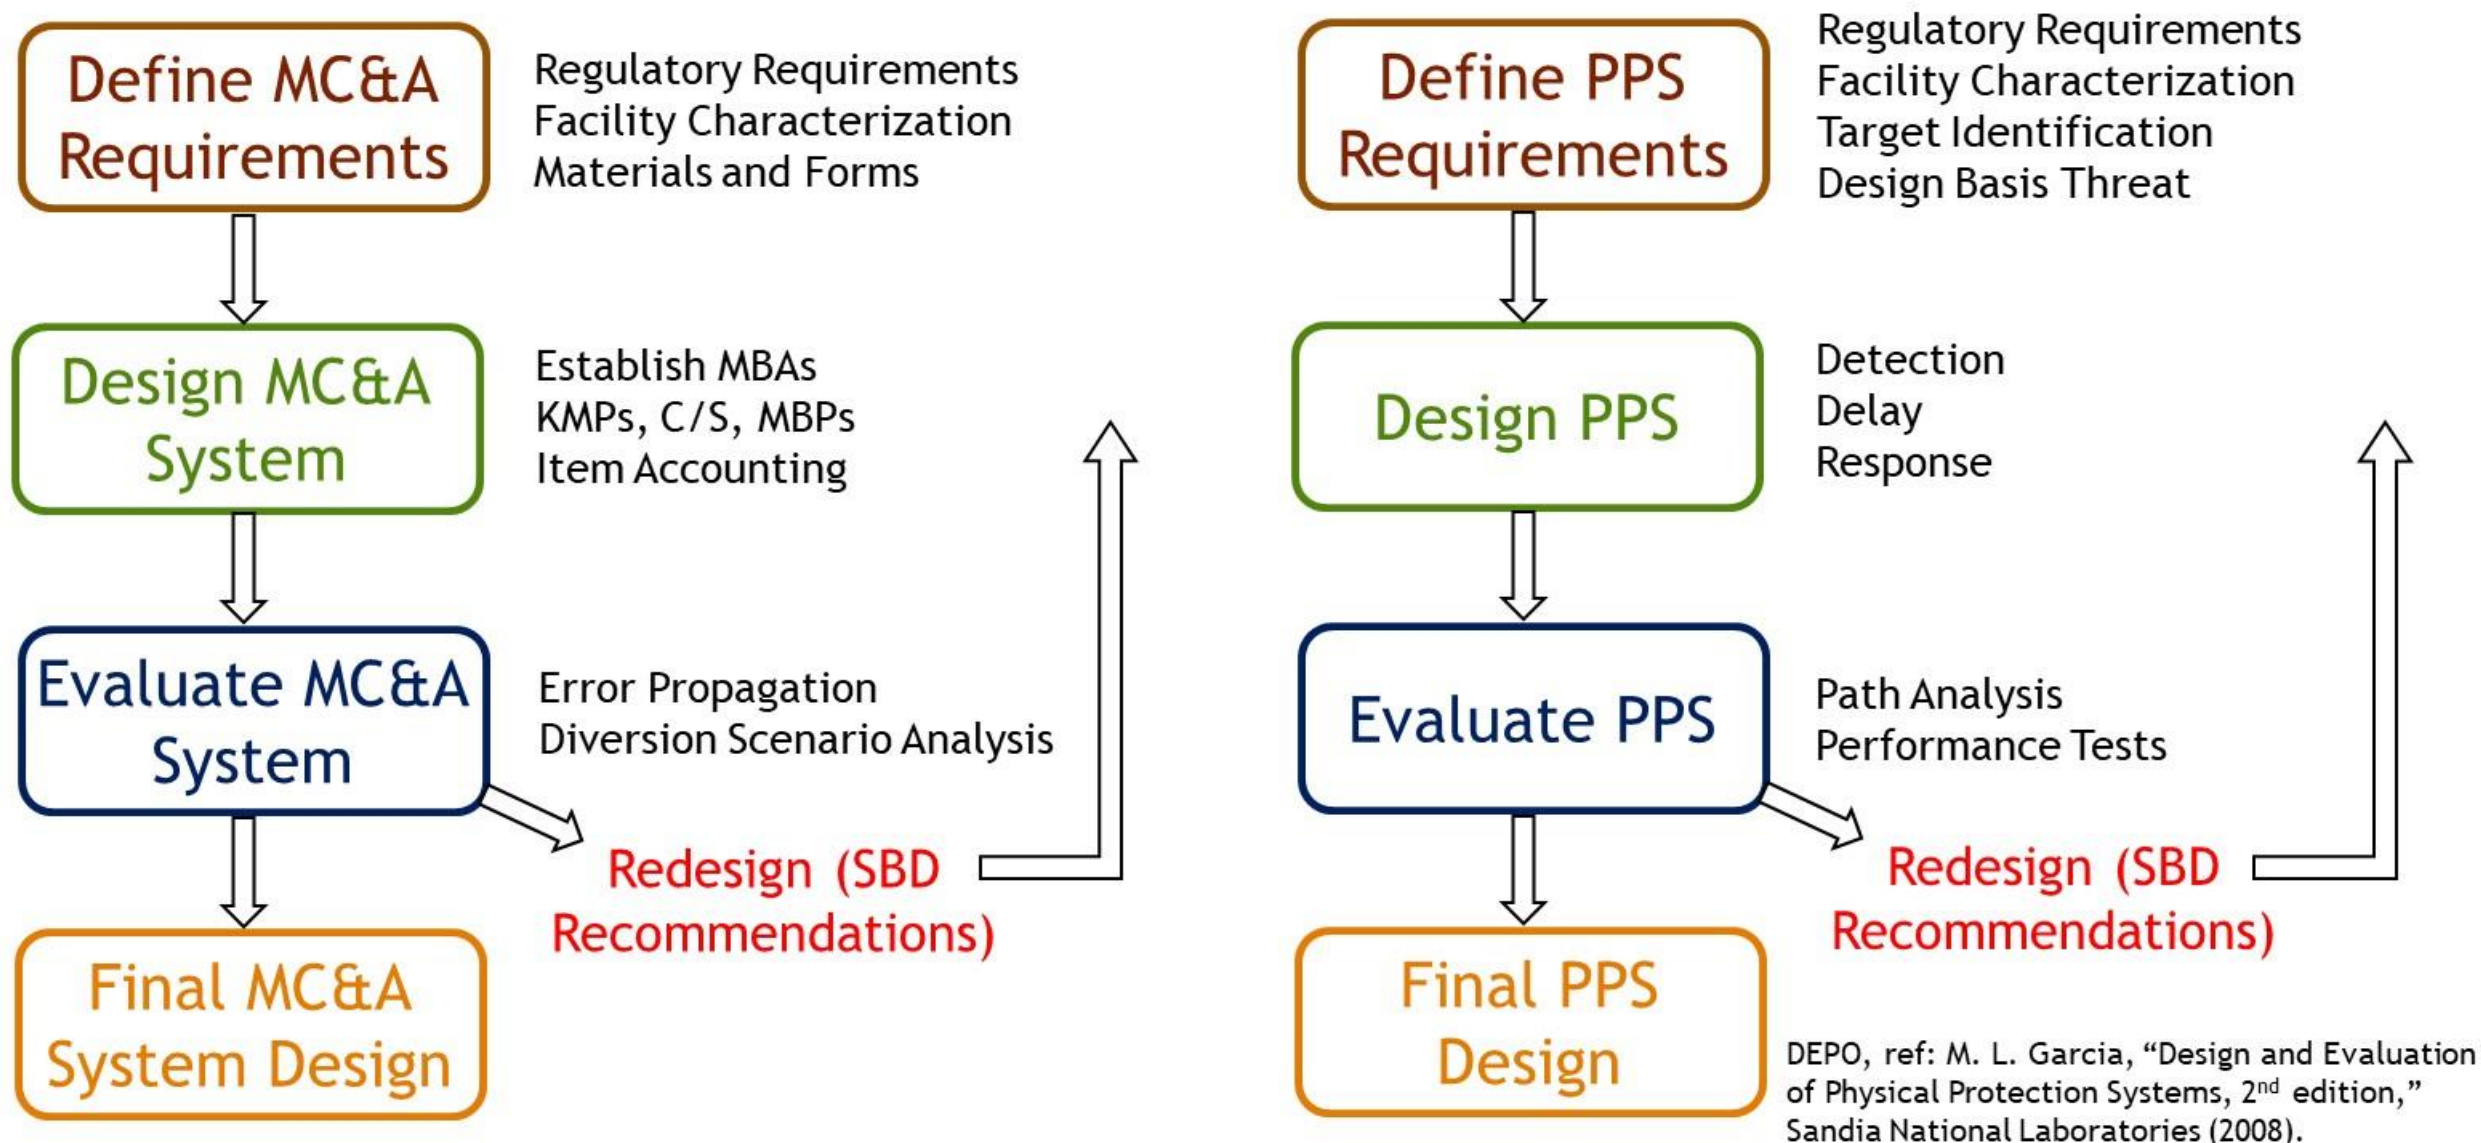 Define MC&A
Requirements
Regulatory Requirements
Facility Characterization
Materials and Forms
Design MC&A
System
Establish MBAs
KMPs, C/S, MBPs
Item Accounting
Evaluate MC&A
System
Error Propagation
Diversion Scenario Analysis
Redesign (SBD
Recommendations)
Final MC&A
System Design
Define PPS
Requirements
Regulatory Requirements
Facility Characterization
Target Identification
Design Basis Threat
Design PPS
Detection
Delay
Response
Evaluate PPS
Path Analysis
Performance Tests
Redesign (SBD
Recommendations)
Final PPS
Design
DEPO, ref: M. L. Garcia, “Design and Evaluation
of Physical Protection Systems, 2nd edition,”
Sandia National Laboratories (2008).